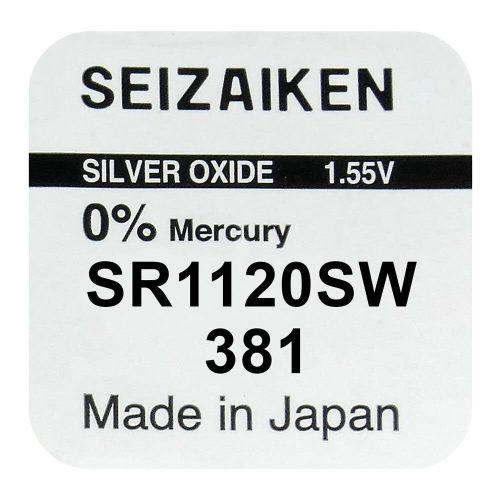 SEIZAIKEN
SILVER OXIDE 1.55V
0% Mercury
SR1120SW
381
Made in Japan